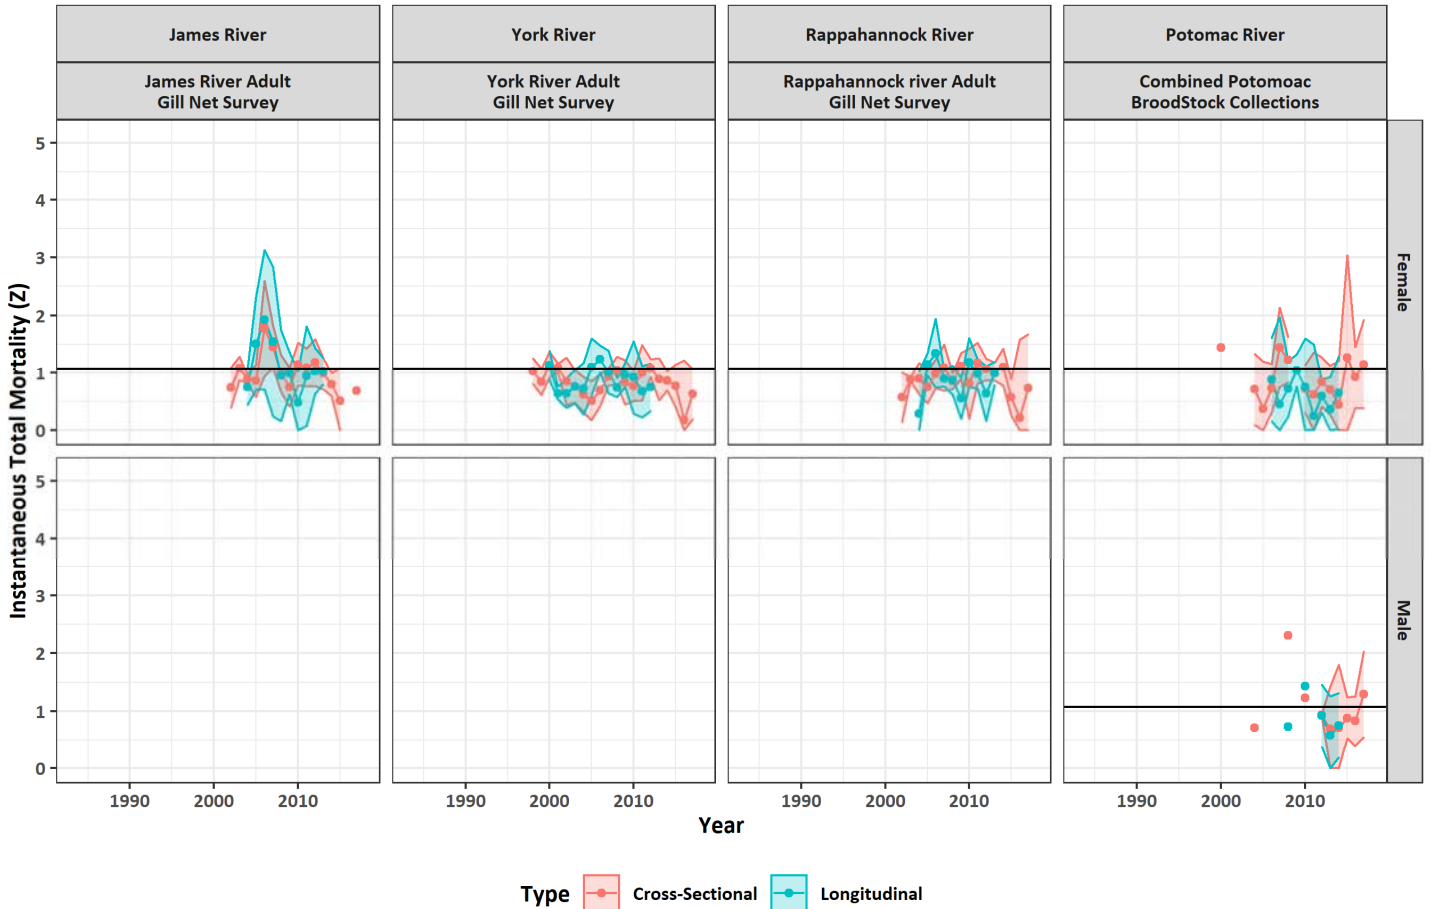 James River
York River
Rappahannock River
Potomac River
James River Adult
Gill Net Survey
York River Adult
Gill Net Survey
Rappahannock river Adult
Gill Net Survey
Combined Potomoac
BroodStock Collections
Instantaneous Total Mortality (Z)
5
4
3
2
1
0
Female
5
4
3
2
1
0
Male
1990
2000
2010
1990
2000
2010
1990
2000
2010
1990
2000
2010
Year
Type
Cross-Sectional
Longitudinal